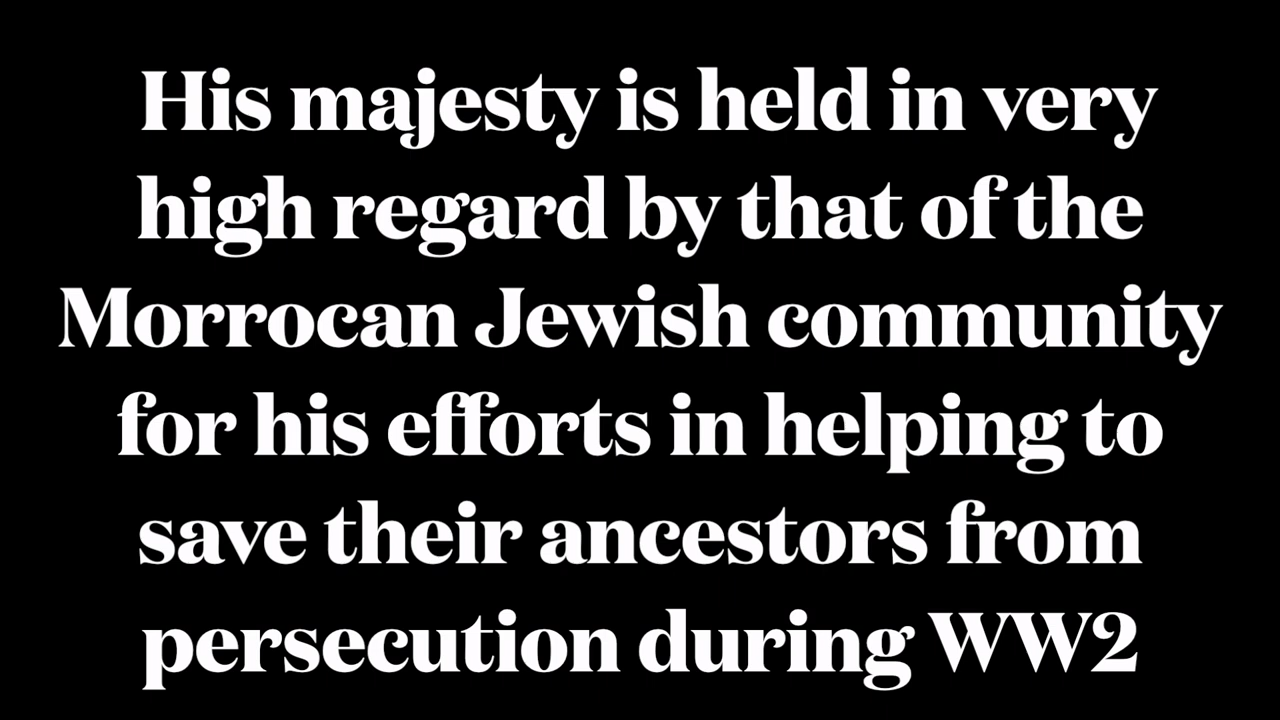 His majesty is held in very
high regard by that of the
Morrocan Jewish community
for his efforts in helping to
save their ancestors from
persecution during WW2